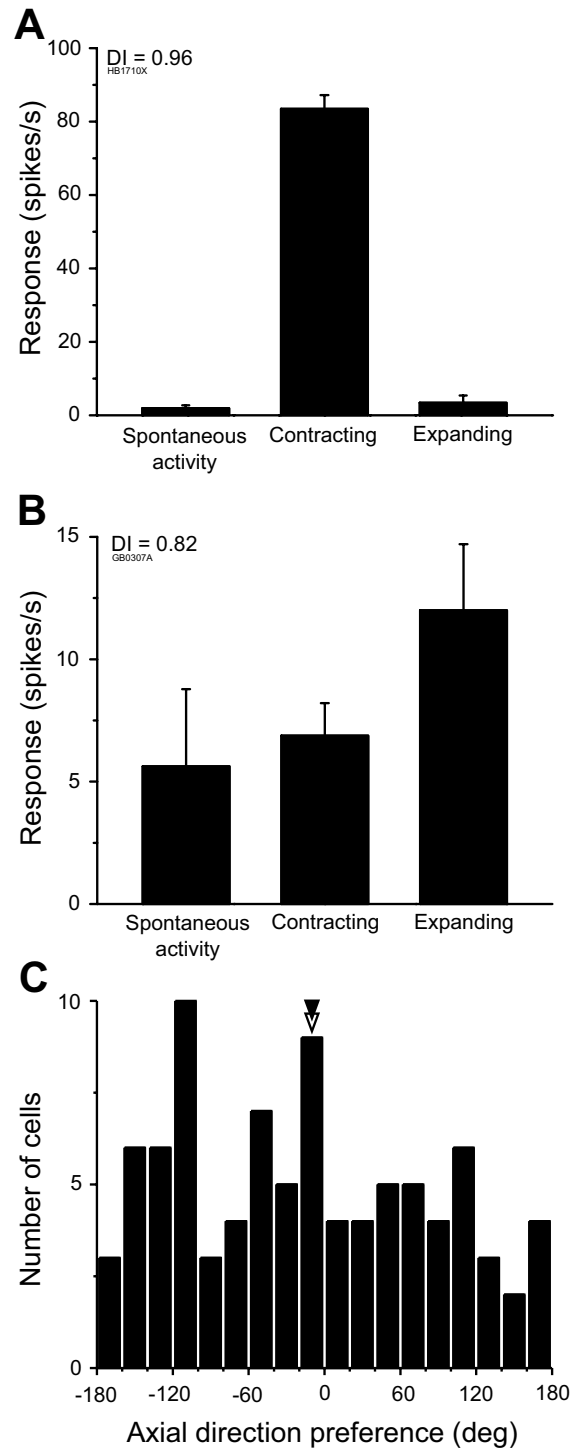 A
DI = 0.96
HB1710X
100
80
60
40
20
0
Response (spikes/s)
Spontaneous activity
Contracting
Expanding
B
DI = 0.82
GB0307A
15
10
5
0
Response (spikes/s)
Spontaneous activity
Contracting
Expanding
C
10
5
0
Number of cells
-180 -120 -60 0 60 120 180
Axial direction preference (deg)